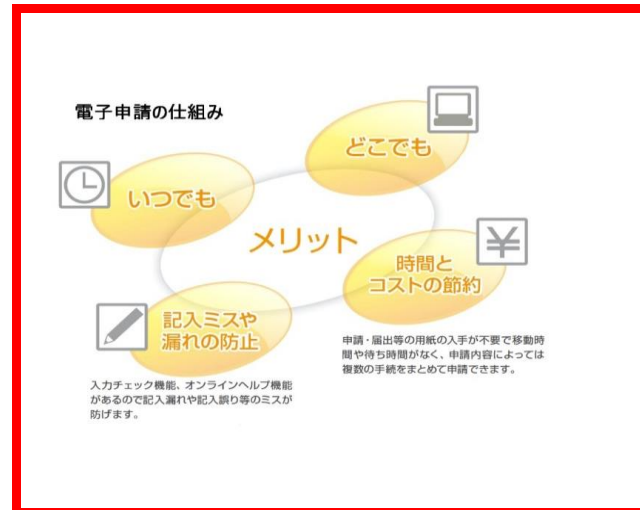 電子申請の仕組み
どこでも
いつでも
メリット
時間と
コストの節約
¥
記入ミスや
漏れの防止
申請・届出等の用紙の入手が不要で移動時
間や待ち時間がなく、申請内容によっては
複数の手続をまとめて申請できます。
入力チェック機能、オンラインヘルプ機能
があるので記入漏れや記入誤り等のミスが
防げます。